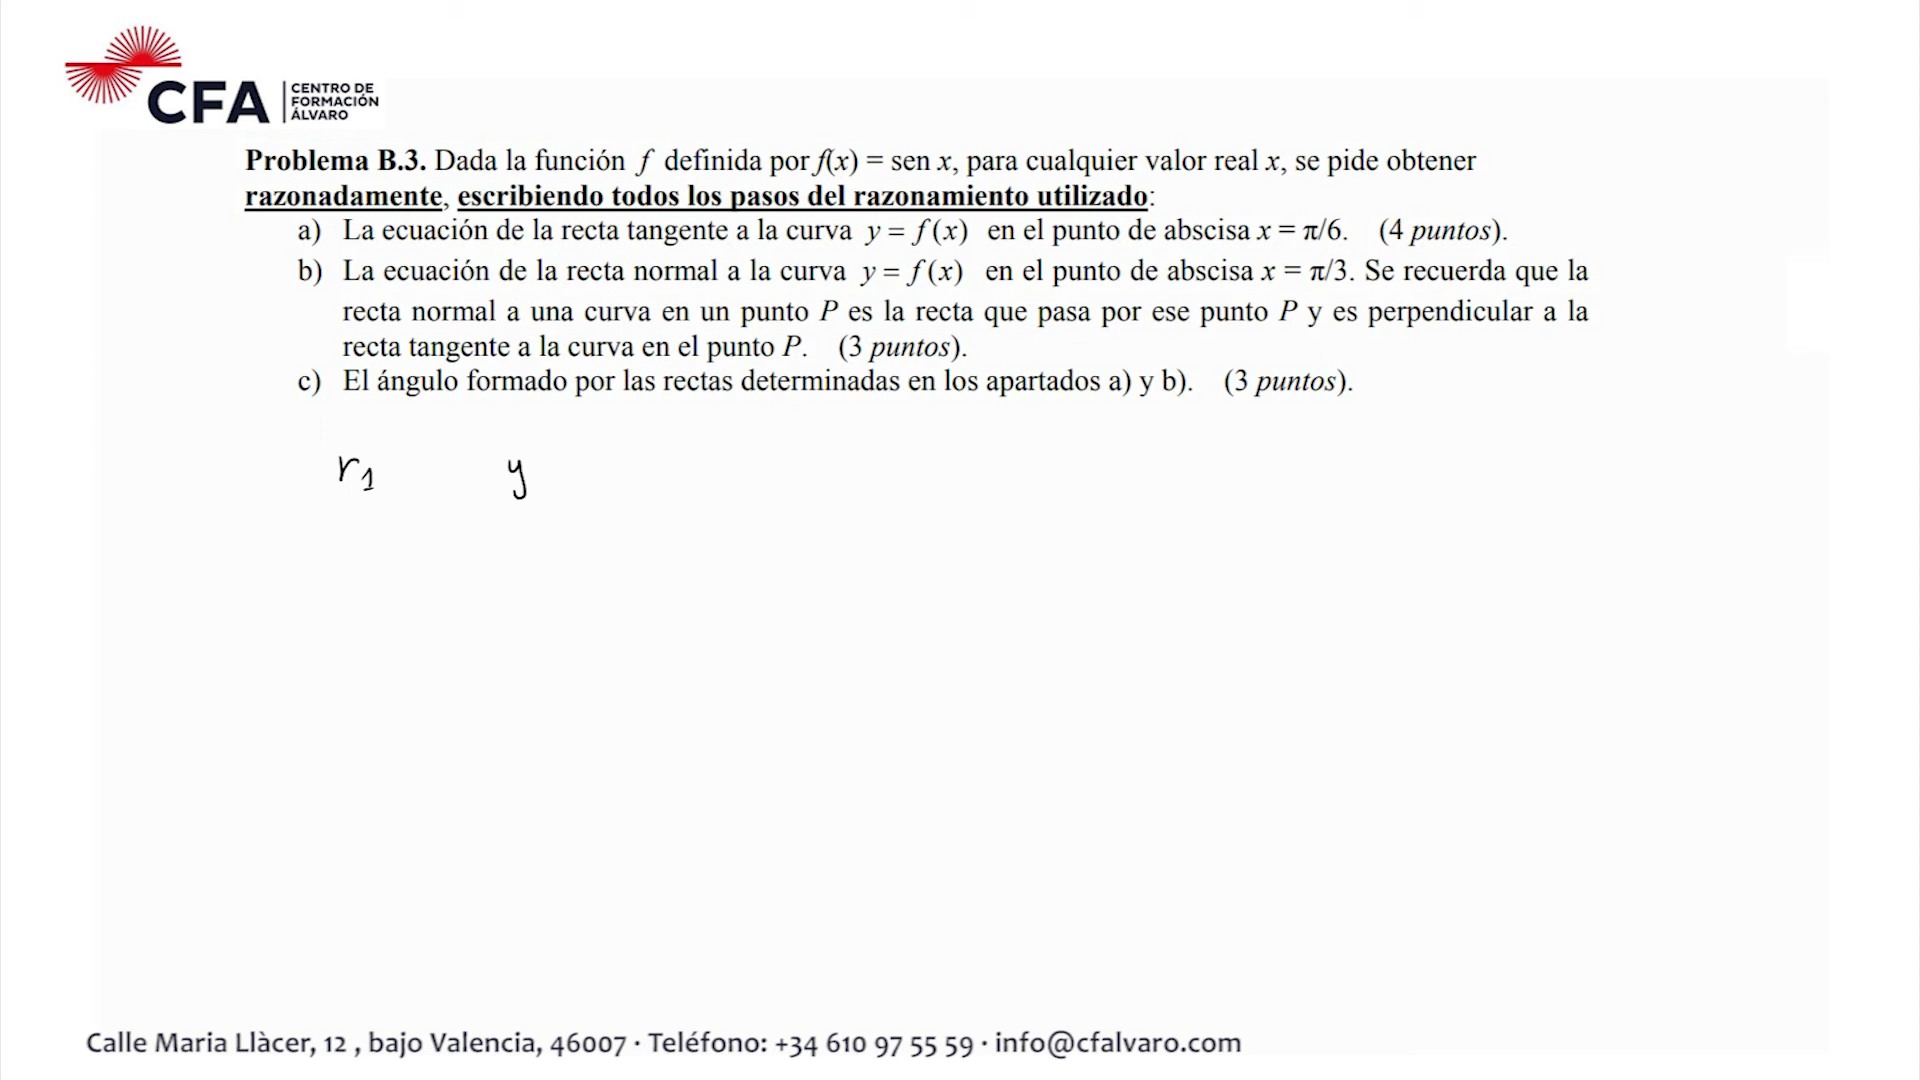 CFA
CENTRO DE
FORMACIÓN
ÁLVARO
Problema B.3. Dada la función f definida por f(x) = sen x, para cualquier valor real x, se pide obtener
razonadamente, escribiendo todos los pasos del razonamiento utilizado:
a) La ecuación de la recta tangente a la curva y = f(x) en el punto de abscisa x = π/6. (4 puntos).
b) La ecuación de la recta normal a la curva y = f(x) en el punto de abscisa x = π/3. Se recuerda que la
recta normal a una curva en un punto P es la recta que pasa por ese punto P y es perpendicular a la
recta tangente a la curva en el punto P. (3 puntos).
c) El ángulo formado por las rectas determinadas en los apartados a) y b). (3 puntos).
r₁ y
Calle Maria Llàcer, 12 , bajo Valencia, 46007 · Teléfono: +34 610 97 55 59 · info@cfalvaro.com